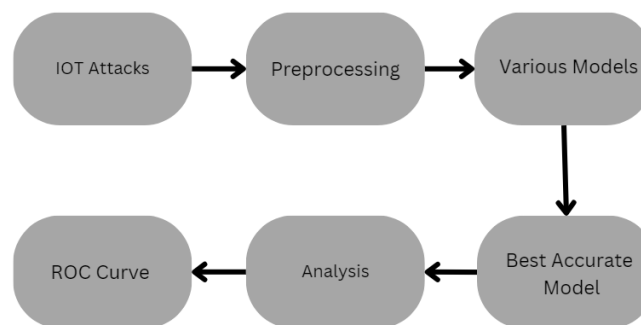 IOT Attacks
Preprocessing
Various Models
ROC Curve
Analysis
Best Accurate
Model